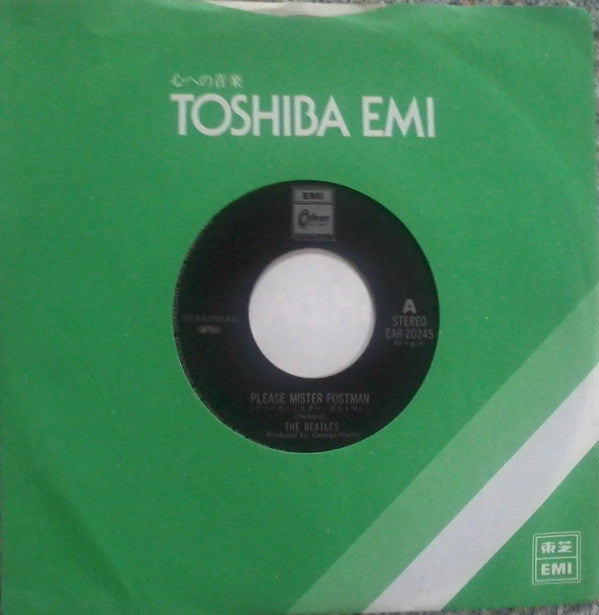 心への音楽
TOSHIBA EMI
EMI
Odeon
A
STEREO
EAR-20245
PLEASE MISTER POSTMAN
(Holland)
THE BEATLES
Produced by George Martin
東芝
EMI